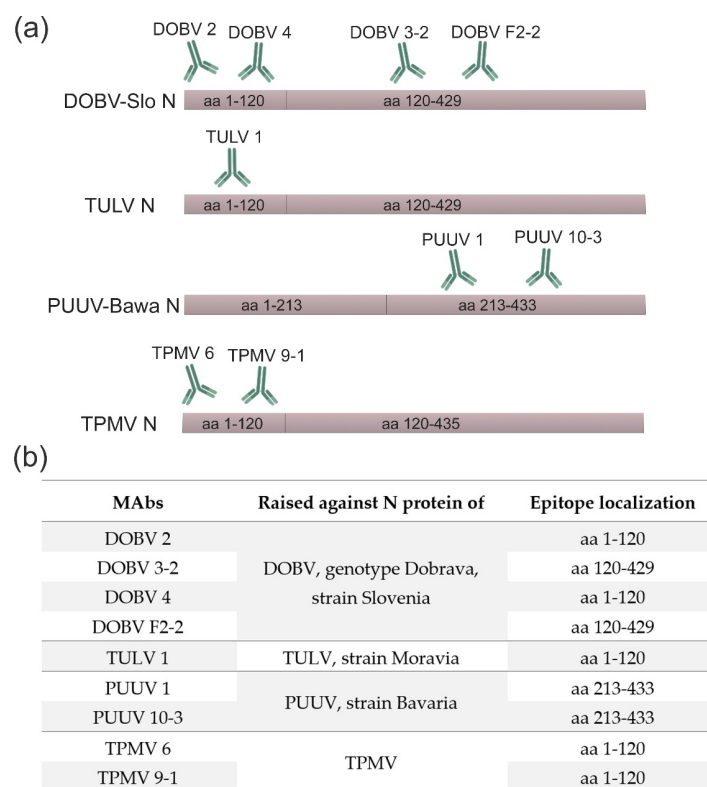 (a)
DOBV 2 DOBV 4 DOBV 3-2 DOBV F2-2
DOBV-Slo N aa 1-120 aa 120-429
TULV 1
TULV N aa 1-120 aa 120-429
PUUV 1 PUUV 10-3
PUUV-Bawa N aa 1-213 aa 213-433
TPMV 6 TPMV 9-1
TPMV N aa 1-120 aa 120-435
(b)
MAbs Raised against N protein of Epitope localization
DOBV 2 aa 1-120
DOBV 3-2 DOBV, genotype Dobrava, aa 120-429
DOBV 4 strain Slovenia aa 1-120
DOBV F2-2 aa 120-429
TULV 1 TULV, strain Moravia aa 1-120
PUUV 1 aa 213-433
PUUV, strain Bavaria
PUUV 10-3 aa 213-433
TPMV 6 aa 1-120
TPMV
TPMV 9-1 aa 1-120